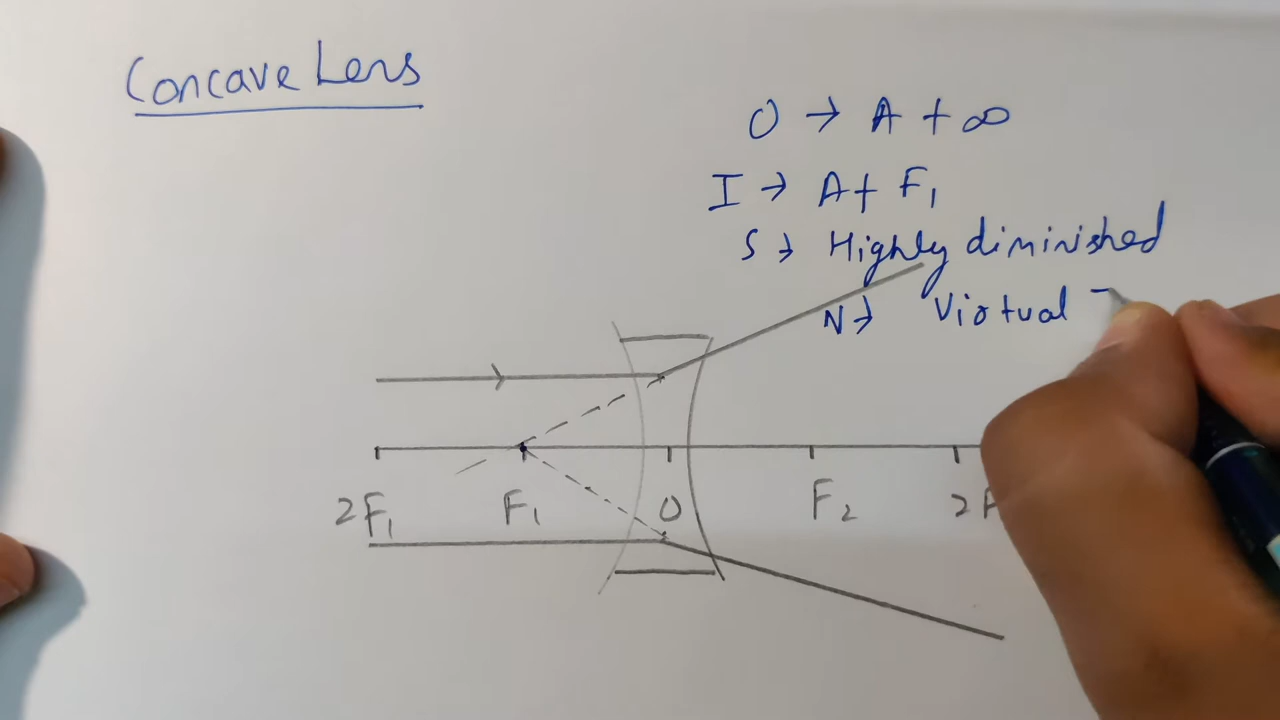 Concave Lens
O → At ∞
I → At F₁
S → Highly diminished
N → Virtual
2F₁ F₁ O F₂